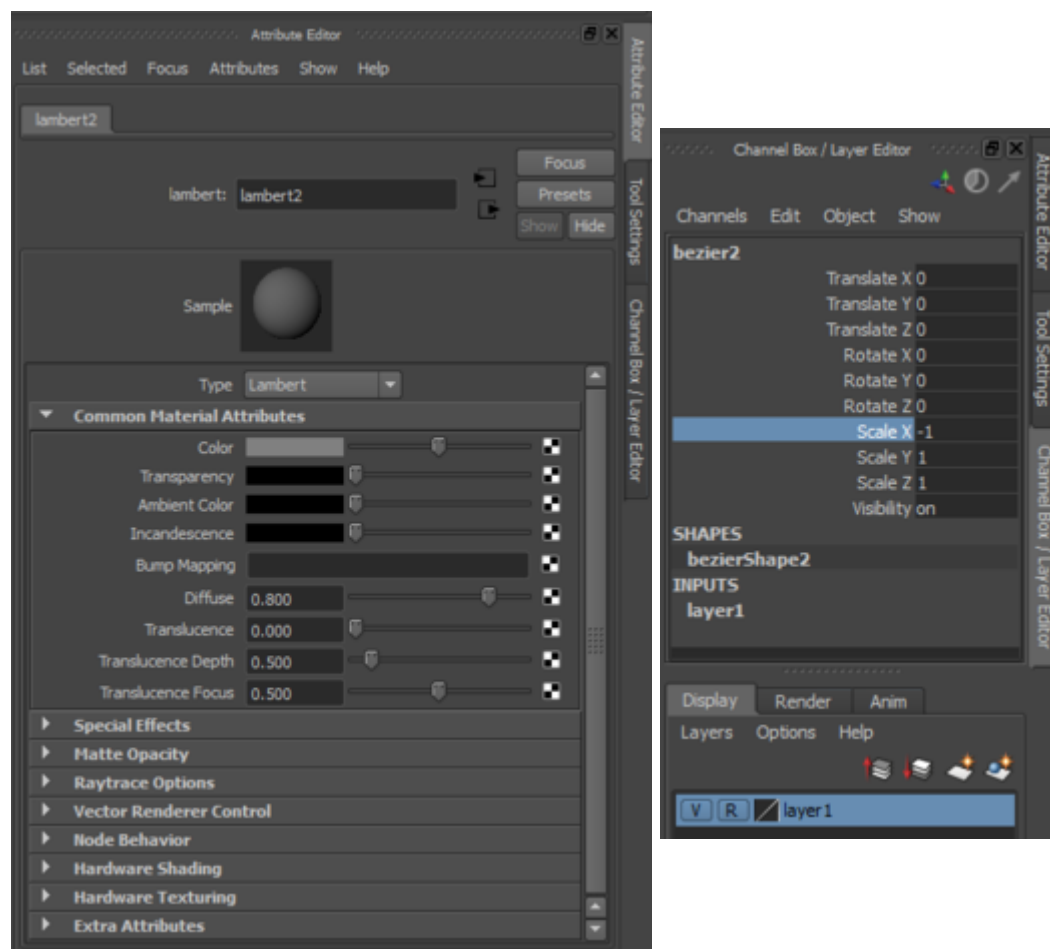 Attribute Editor
List Selected Focus Attributes Show Help
lambert2
Focus
lambert: lambert2
Presets
Show Hide
Sample
Type Lambert
Common Material Attributes
Color
Transparency
Ambient Color
Incandescence
Bump Mapping
Diffuse 0.800
Translucence 0.000
Translucence Depth 0.500
Translucence Focus 0.500
Special Effects
Matte Opacity
Raytrace Options
Vector Renderer Control
Node Behavior
Hardware Shading
Hardware Texturing
Extra Attributes
Attribute Editor
Tool Settings
Channel Box / Layer Editor
Channel Box / Layer Editor
Channels Edit Object Show
bezier2
Translate X 0
Translate Y 0
Translate Z 0
Rotate X 0
Rotate Y 0
Rotate Z 0
Scale X -1
Scale Y 1
Scale Z 1
Visibility on
SHAPES
bezierShape2
INPUTS
layer1
Display Render Anim
Layers Options Help
V R layer1
Attribute Editor
Tool Settings
Channel Box / Layer Editor